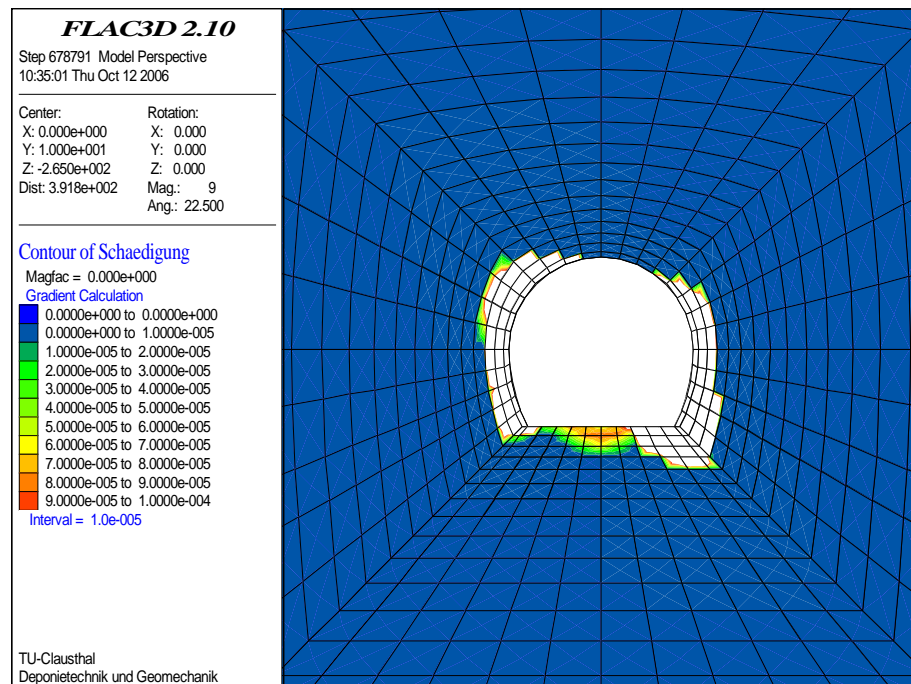 FLAC3D 2.10
Step 678791 Model Perspective
10:35:01 Thu Oct 12 2006
Center:
X: 0.000e+000
Y: 1.000e+001
Z: -2.650e+002
Dist: 3.918e+002
Rotation:
X: 0.000
Y: 0.000
Z: 0.000
Mag.: 9
Ang.: 22.500
Contour of Schaedigung
Magfac = 0.000e+000
Gradient Calculation
0.0000e+000 to 0.0000e+000
0.0000e+000 to 1.0000e-005
1.0000e-005 to 2.0000e-005
2.0000e-005 to 3.0000e-005
3.0000e-005 to 4.0000e-005
4.0000e-005 to 5.0000e-005
5.0000e-005 to 6.0000e-005
6.0000e-005 to 7.0000e-005
7.0000e-005 to 8.0000e-005
8.0000e-005 to 9.0000e-005
9.0000e-005 to 1.0000e-004
Interval = 1.0e-005
TU-Clausthal
Deponietechnik und Geomechanik